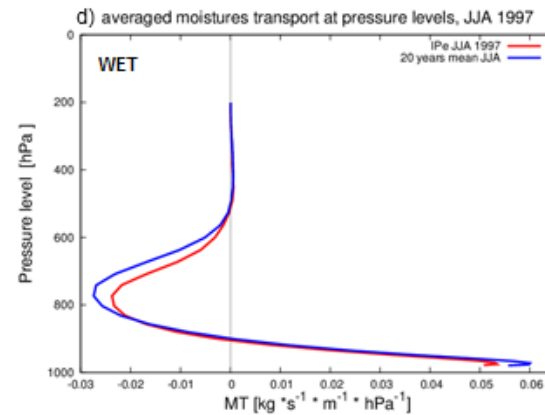 d) averaged moistures transport at pressure levels, JJA 1997
IPe JJA 1997
20 years mean JJA
WET
Pressure level [hPa]
0
200
400
600
800
1000
-0.03 -0.02 -0.01 0 0.01 0.02 0.03 0.04 0.05 0.06
MT [kg *s⁻¹ * m⁻¹ * hPa⁻¹]